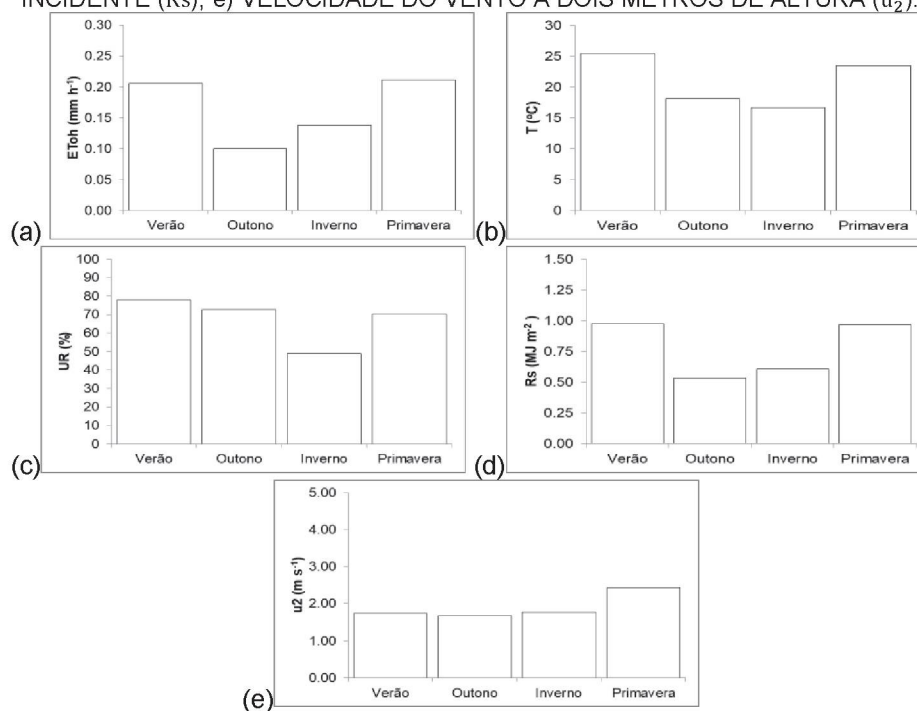 INCIDENTE (Rs), e) VELOCIDADE DO VENTO A DOIS METROS DE ALTURA (u₂).
0.30
0.25
0.20
0.15
0.10
0.05
0.00
EToh (mm h⁻¹)
Verão Outono Inverno Primavera
(a)
30
25
20
15
10
5
0
T (ºC)
Verão Outono Inverno Primavera
(b)
100
90
80
70
60
50
40
30
20
10
0
UR (%)
Verão Outono Inverno Primavera
(c)
1.50
1.25
1.00
0.75
0.50
0.25
0.00
Rs (MJ m⁻²)
Verão Outono Inverno Primavera
(d)
5.00
4.00
3.00
2.00
1.00
0.00
u2 (m s⁻¹)
Verão Outono Inverno Primavera
(e)